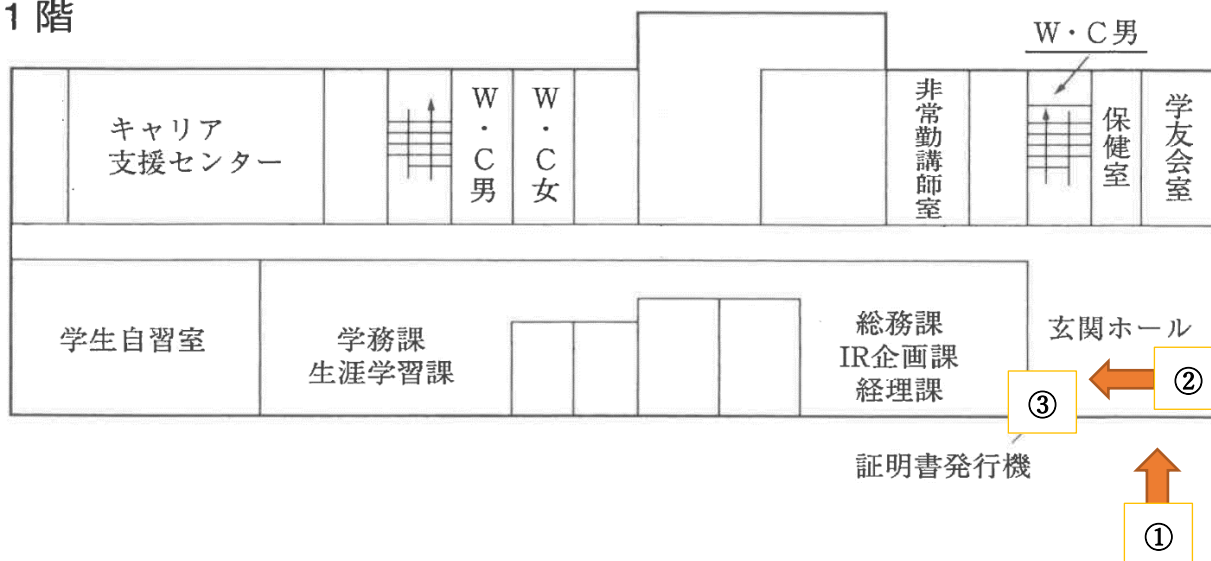 1階
W・C男
キャリア
支援センター
W・C男
W・C女
非常勤講師室
保健室
学友会室
学生自習室
学務課
生涯学習課
総務課
IR企画課
経理課
玄関ホール
②
③
証明書発行機
①